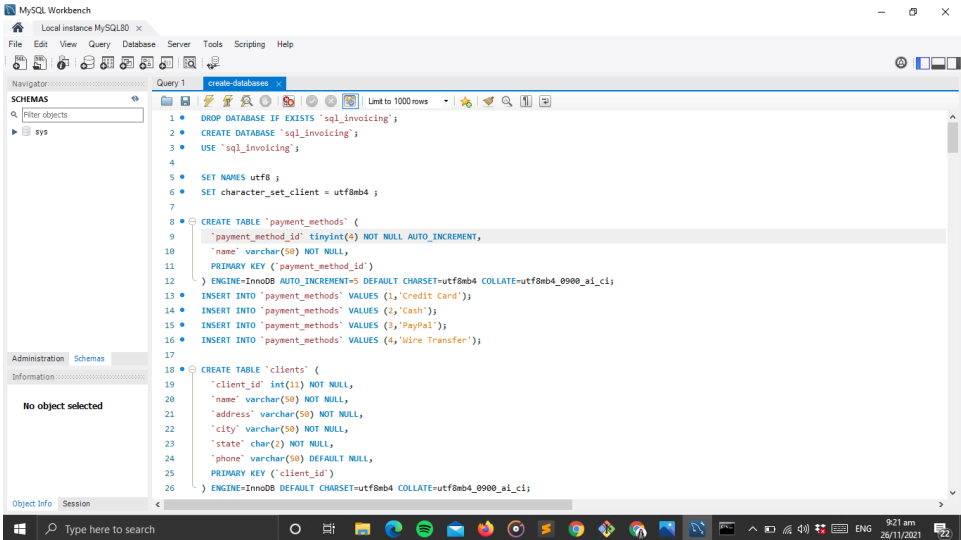 MySQL Workbench
Local instance MySQL80 ×
File Edit View Query Database Server Tools Scripting Help
Navigator
SCHEMAS
Filter objects
sys
Administration Schemas
Information
No object selected
Object Info Session
Query 1 create-databases ×
Limit to 1000 rows
1 DROP DATABASE IF EXISTS `sql_invoicing`;
2 CREATE DATABASE `sql_invoicing`;
3 USE `sql_invoicing`;
4
5 SET NAMES utf8 ;
6 SET character_set_client = utf8mb4 ;
7
8 CREATE TABLE `payment_methods` (
9 `payment_method_id` tinyint(4) NOT NULL AUTO_INCREMENT,
10 `name` varchar(50) NOT NULL,
11 PRIMARY KEY (`payment_method_id`)
12 ) ENGINE=InnoDB AUTO_INCREMENT=5 DEFAULT CHARSET=utf8mb4 COLLATE=utf8mb4_0900_ai_ci;
13 INSERT INTO `payment_methods` VALUES (1,'Credit Card');
14 INSERT INTO `payment_methods` VALUES (2,'Cash');
15 INSERT INTO `payment_methods` VALUES (3,'PayPal');
16 INSERT INTO `payment_methods` VALUES (4,'Wire Transfer');
17
18 CREATE TABLE `clients` (
19 `client_id` int(11) NOT NULL,
20 `name` varchar(50) NOT NULL,
21 `address` varchar(50) NOT NULL,
22 `city` varchar(50) NOT NULL,
23 `state` char(2) NOT NULL,
24 `phone` varchar(50) DEFAULT NULL,
25 PRIMARY KEY (`client_id`)
26 ) ENGINE=InnoDB DEFAULT CHARSET=utf8mb4 COLLATE=utf8mb4_0900_ai_ci;
Type here to search
ENG
9:21 am
26/11/2021
22